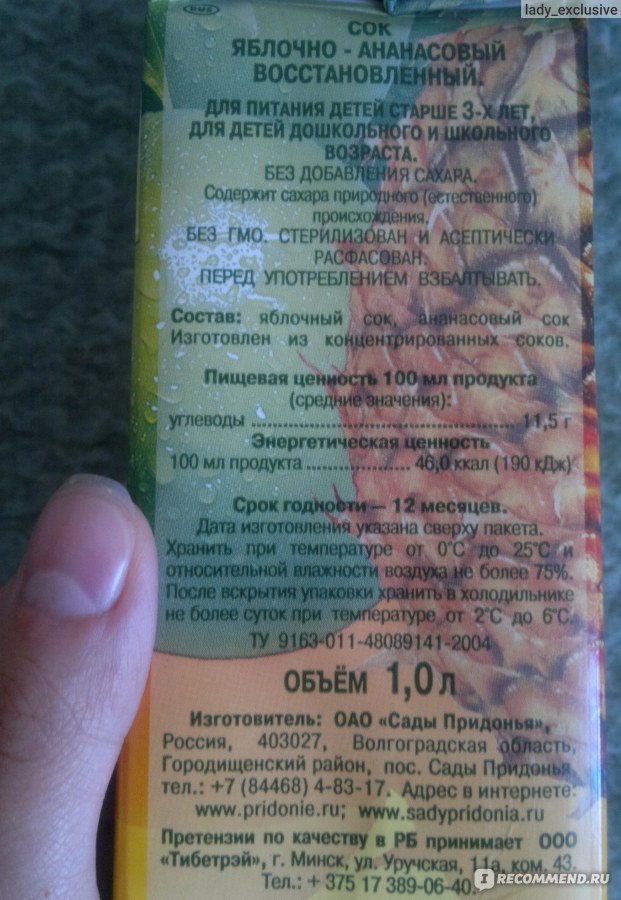 lady_exclusive
RUS
СОК
ЯБЛОЧНО - АНАНАСОВЫЙ
ВОССТАНОВЛЕННЫЙ.
ДЛЯ ПИТАНИЯ ДЕТЕЙ СТАРШЕ 3-Х ЛЕТ,
ДЛЯ ДЕТЕЙ ДОШКОЛЬНОГО И ШКОЛЬНОГО
ВОЗРАСТА.
БЕЗ ДОБАВЛЕНИЯ САХАРА.
Содержит сахара природного (естественного)
происхождения.
БЕЗ ГМО. СТЕРИЛИЗОВАН И АСЕПТИЧЕСКИ
РАСФАСОВАН.
ПЕРЕД УПОТРЕБЛЕНИЕМ ВЗБАЛТЫВАТЬ.
Состав: яблочный сок, ананасовый сок
Изготовлен из концентрированных соков.
Пищевая ценность 100 мл продукта
(средние значения):
углеводы ........................................ 11,5 г
Энергетическая ценность
100 мл продукта .................. 46,0 ккал (190 кДж)
Срок годности – 12 месяцев.
Дата изготовления указана сверху пакета.
Хранить при температуре от 0°С до 25°С и
относительной влажности воздуха не более 75%.
После вскрытия упаковки хранить в холодильнике
не более суток при температуре от 2°С до 6°С.
ТУ 9163-011-48089141-2004
ОБЪЁМ 1,0 л
Изготовитель: ОАО «Сады Придонья»,
Россия, 403027, Волгоградская область,
Городищенский район, пос. Сады Придонья,
тел.: +7 (84468) 4-83-17. Адрес в интернете:
www.pridonie.ru; www.sadypridonia.ru
Претензии по качеству в РБ принимает ООО
«Тибетрэй», г. Минск, ул. Уручская, 11а, ком. 43.
Тел.: + 375 17 389-06-40.
IRECOMMEND.RU